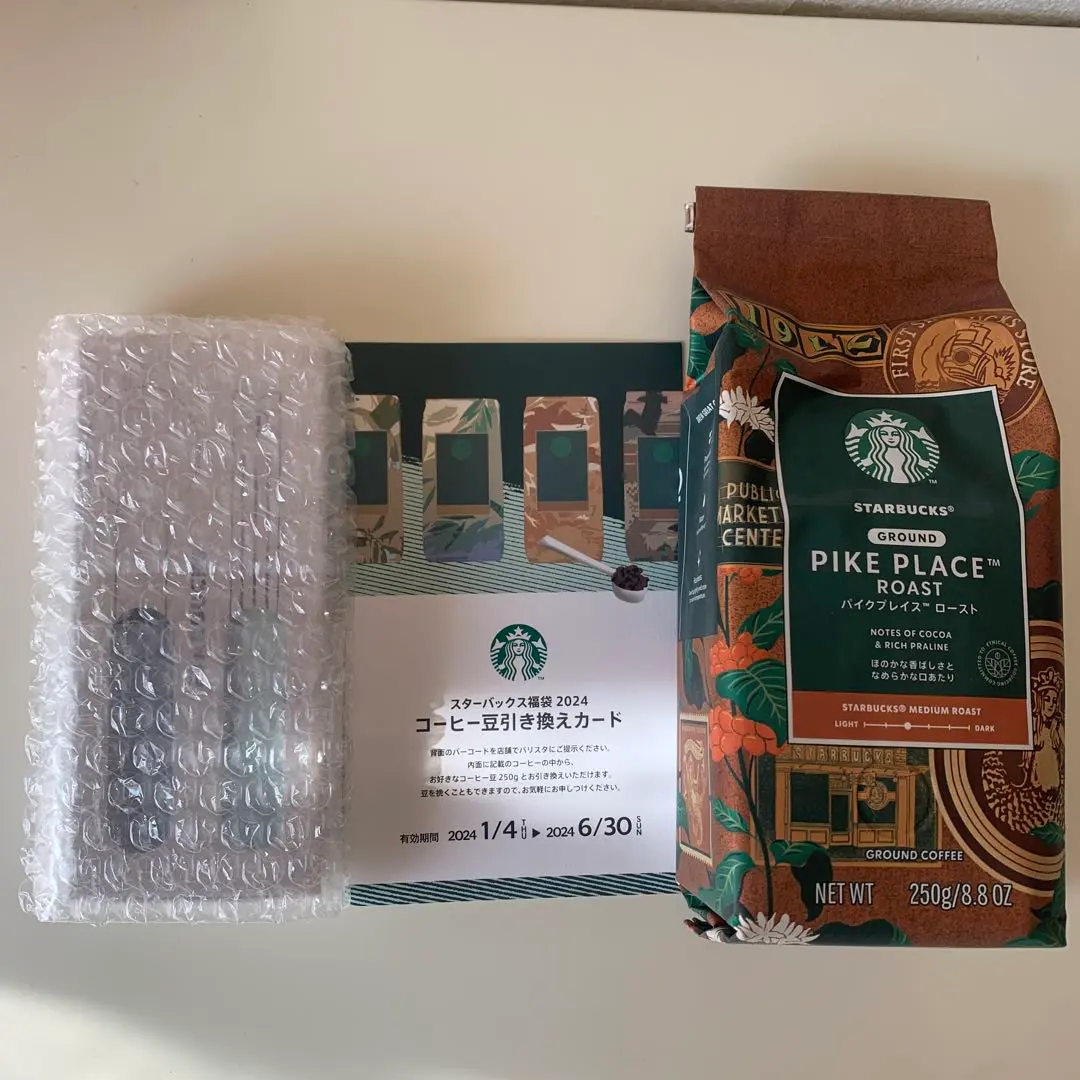 スターバックス福袋 2024
コーヒー豆引き換えカード
背面のバーコードを店舗でバリスタにご提示ください。
内面に記載のコーヒーの中から、
お好きなコーヒー豆 250g とお引き換えいただけます。
豆を挽くこともできますので、お気軽にお申しつけください。
有効期間 2024 1/4 THU ▶ 2024 6/30 SUN
FIRST STARBUCKS STORE
PUBLIC
MARKET
CENTE
STARBUCKS®
GROUND
PIKE PLACE™
ROAST
パイクプレイス™ ロースト
NOTES OF COCOA
& RICH PRALINE
ほのかな香ばしさと
なめらかな口あたり
COMMITTED TO ETHICAL COFFEE SOURCING
STARBUCKS® MEDIUM ROAST
LIGHT DARK
STARBUCKS
GROUND COFFEE
NET WT 250g/8.8 OZ